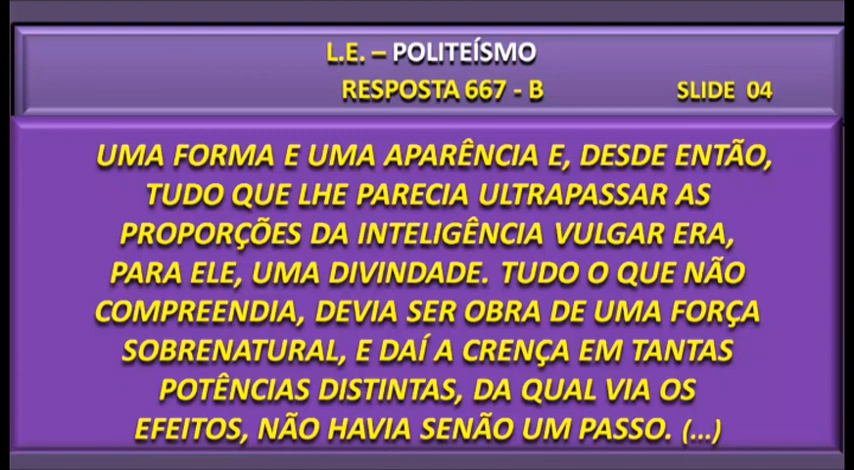 L.E. – POLITEÍSMO
RESPOSTA 667 - B SLIDE 04
UMA FORMA E UMA APARÊNCIA E, DESDE ENTÃO,
TUDO QUE LHE PARECIA ULTRAPASSAR AS
PROPORÇÕES DA INTELIGÊNCIA VULGAR ERA,
PARA ELE, UMA DIVINDADE. TUDO O QUE NÃO
COMPREENDIA, DEVIA SER OBRA DE UMA FORÇA
SOBRENATURAL, E DAÍ A CRENÇA EM TANTAS
POTÊNCIAS DISTINTAS, DA QUAL VIA OS
EFEITOS, NÃO HAVIA SENÃO UM PASSO. (...)